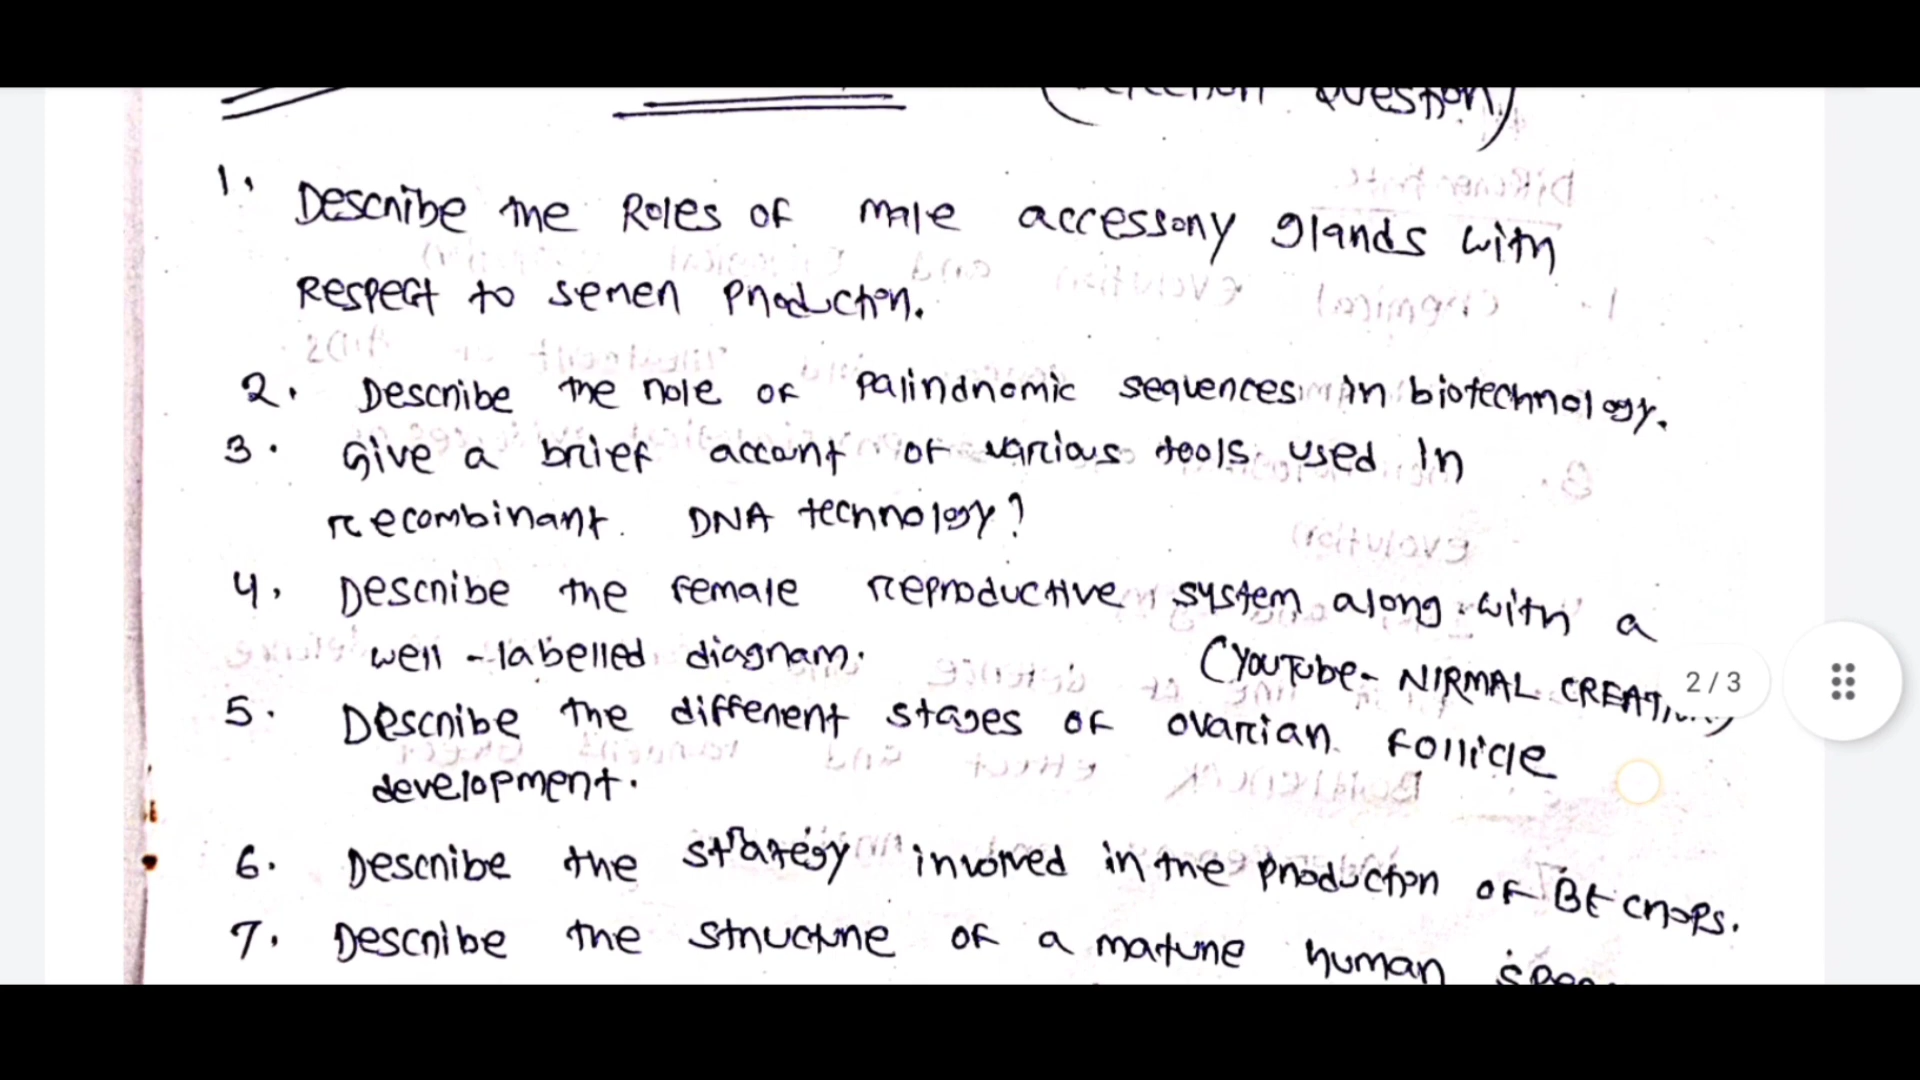 Question)
1. Describe the Roles of male accessory glands with
Respect to semen production.
2. Describe the role of palindromic sequences in biotechnology.
3. Give a brief account of various tools used in
recombinant DNA technology?
4. Describe the female reproductive system along with a
well-labelled diagram.
(YouTube- NIRMAL CREAT
2/3
5. Describe the different stages of ovarian follicle
development.
6. Describe the strategy involved in the production of Bt crops.
7. Describe the structure of a mature human